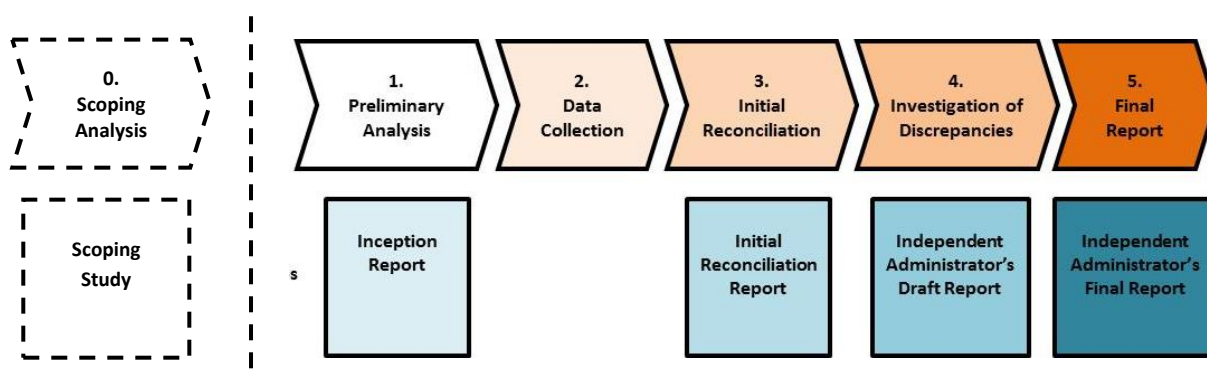 0.
Scoping
Analysis
1.
Preliminary
Analysis
2.
Data
Collection
3.
Initial
Reconciliation
4.
Investigation of
Discrepancies
5.
Final
Report
Scoping
Study
s
Inception
Report
Initial
Reconciliation
Report
Independent
Administrator's
Draft Report
Independent
Administrator's
Final Report